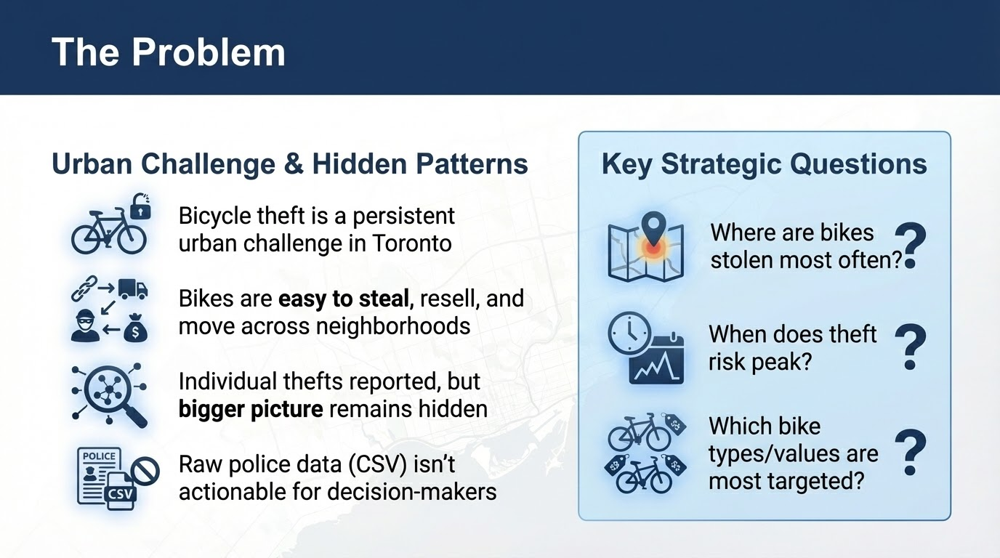 The Problem
Urban Challenge & Hidden Patterns
Bicycle theft is a persistent
urban challenge in Toronto
$
Bikes are easy to steal, resell, and
move across neighborhoods
Individual thefts reported, but
bigger picture remains hidden
POLICE
CSV
Raw police data (CSV) isn't
actionable for decision-makers
Key Strategic Questions
Where are bikes
stolen most often?
?
When does theft
risk peak?
?
Which bike
types/values are
most targeted?
?